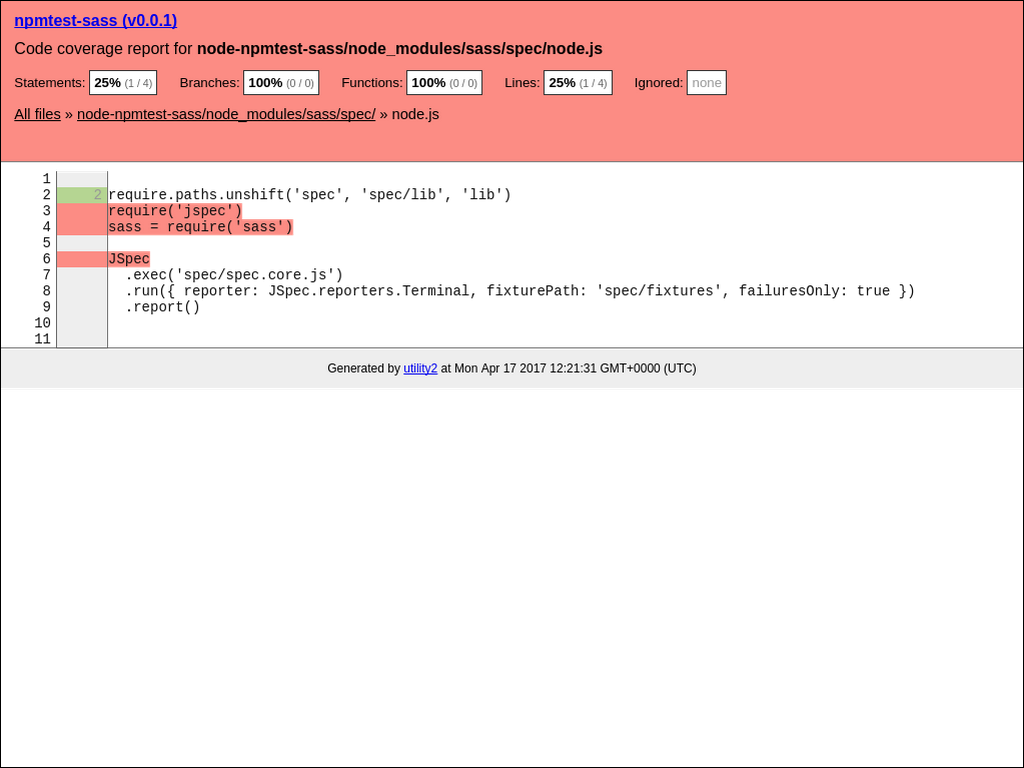 npmtest-sass (v0.0.1)
Code coverage report for node-npmtest-sass/node_modules/sass/spec/node.js
Statements: 25% (1 / 4) Branches: 100% (0 / 0) Functions: 100% (0 / 0) Lines: 25% (1 / 4) Ignored: none
All files » node-npmtest-sass/node_modules/sass/spec/ » node.js
1
2 2 require.paths.unshift('spec', 'spec/lib', 'lib')
3 require('jspec')
4 sass = require('sass')
5
6 JSpec
7 .exec('spec/spec.core.js')
8 .run({ reporter: JSpec.reporters.Terminal, fixturePath: 'spec/fixtures', failuresOnly: true })
9 .report()
10
11
Generated by utility2 at Mon Apr 17 2017 12:21:31 GMT+0000 (UTC)